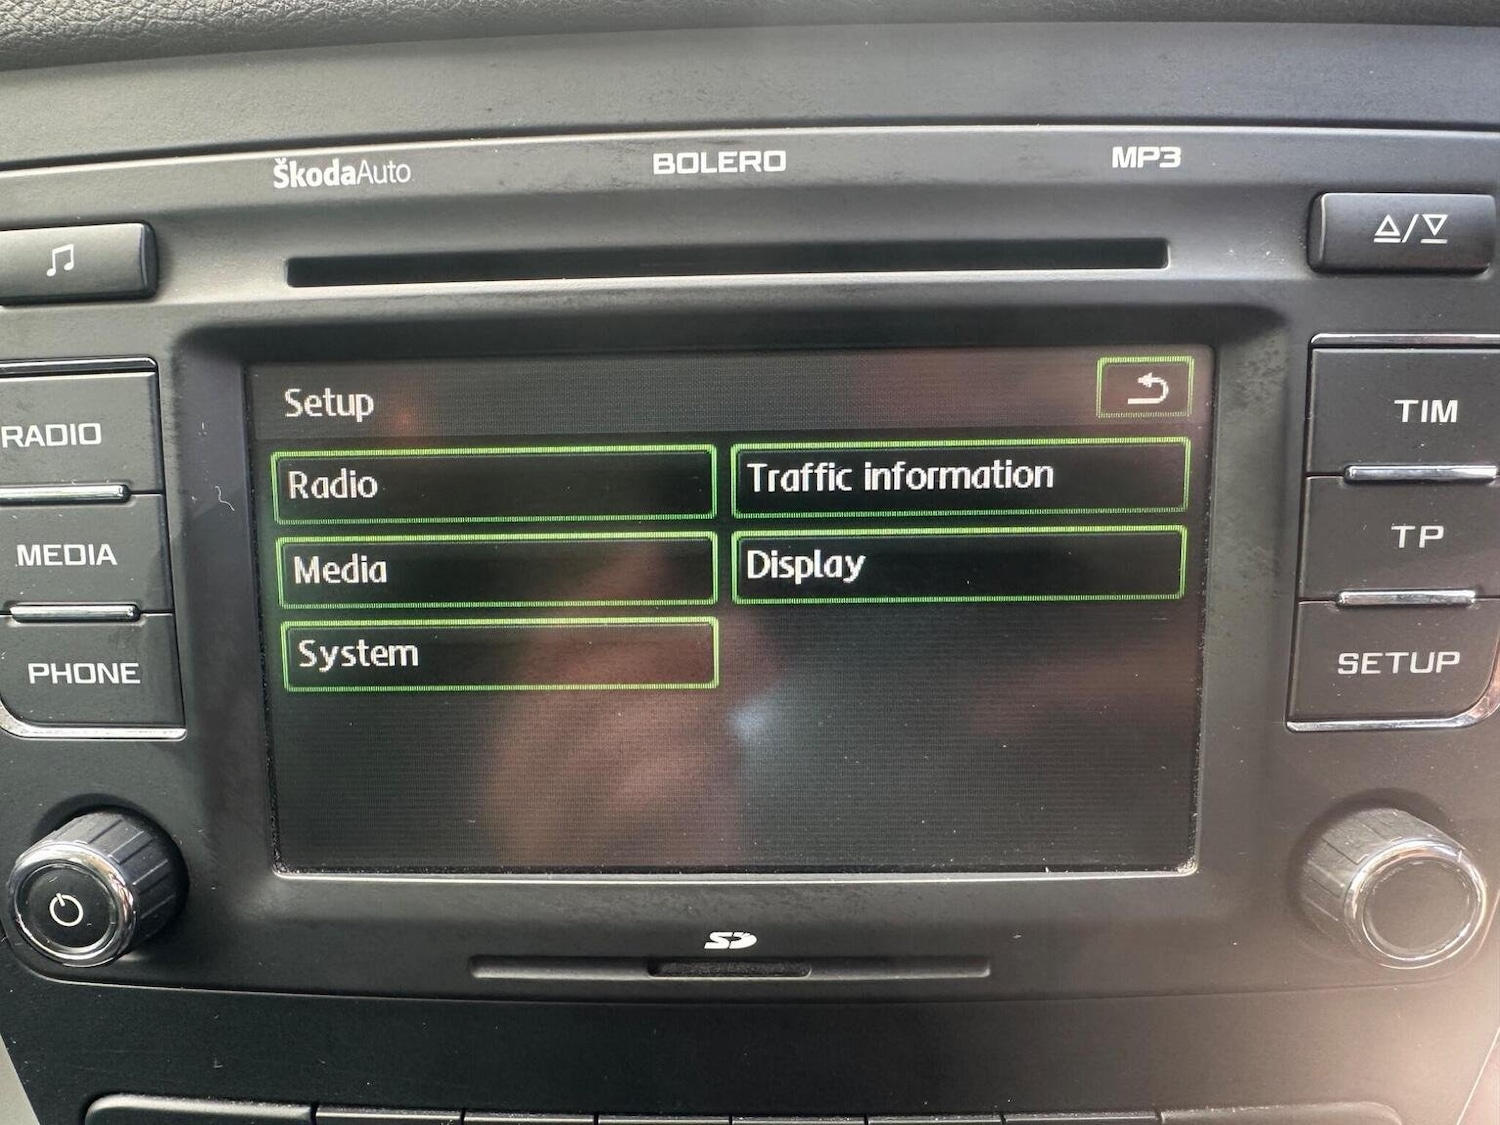 ŠkodaAuto
BOLERO
MP3
RADIO
MEDIA
PHONE
Setup
Radio
Traffic information
Media
Display
System
TIM
TP
SETUP
SD